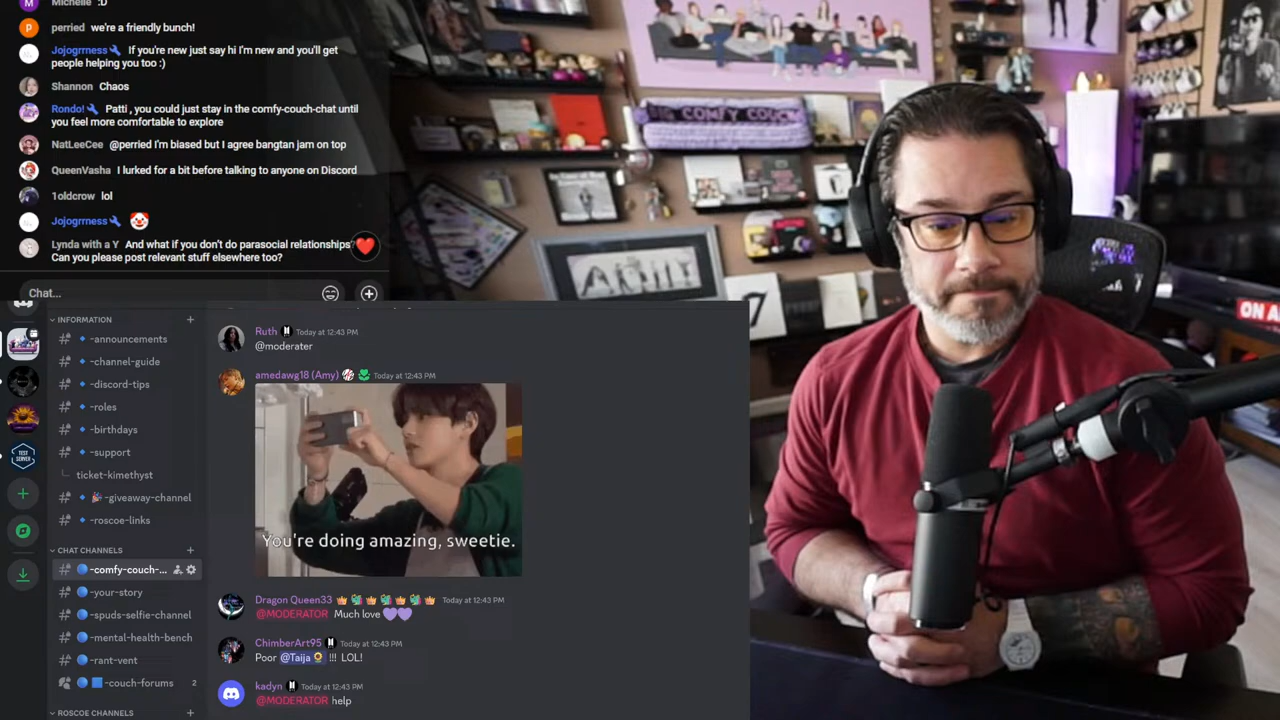 Michelle :D
perried we're a friendly bunch!
Jojogrrness If you're new just say hi I'm new and you'll get
people helping you too :)
Shannon Chaos
Rondo! Patti , you could just stay in the comfy-couch-chat until
you feel more comfortable to explore
NatLeeCee @perried I'm biased but I agree bangtan jam on top
QueenVasha I lurked for a bit before talking to anyone on Discord
1oldcrow lol
Jojogrrness 🤡
Lynda with a Y And what if you don't do parasocial relationships?
Can you please post relevant stuff elsewhere too?
Chat...
INFORMATION
-announcements
-channel-guide
-discord-tips
-roles
-birthdays
-support
ticket-kimethyst
-giveaway-channel
-roscoe-links
CHAT CHANNELS
-comfy-couch-...
-your-story
-spuds-selfie-channel
-mental-health-bench
-rant-vent
-couch-forums 2
ROSCOE CHANNELS
TEST
SERVER
Ruth Today at 12:43 PM
@moderater
amedawg18 (Amy) Today at 12:43 PM
You're doing amazing, sweetie.
Dragon Queen33 Today at 12:43 PM
@MODERATOR Much love 💜💜
ChimberArt95 Today at 12:43 PM
Poor @Taija🌻 !!! LOL!
kadyn Today at 12:43 PM
@MODERATOR help
BIG COMFY COUCH
ARMY
ON A